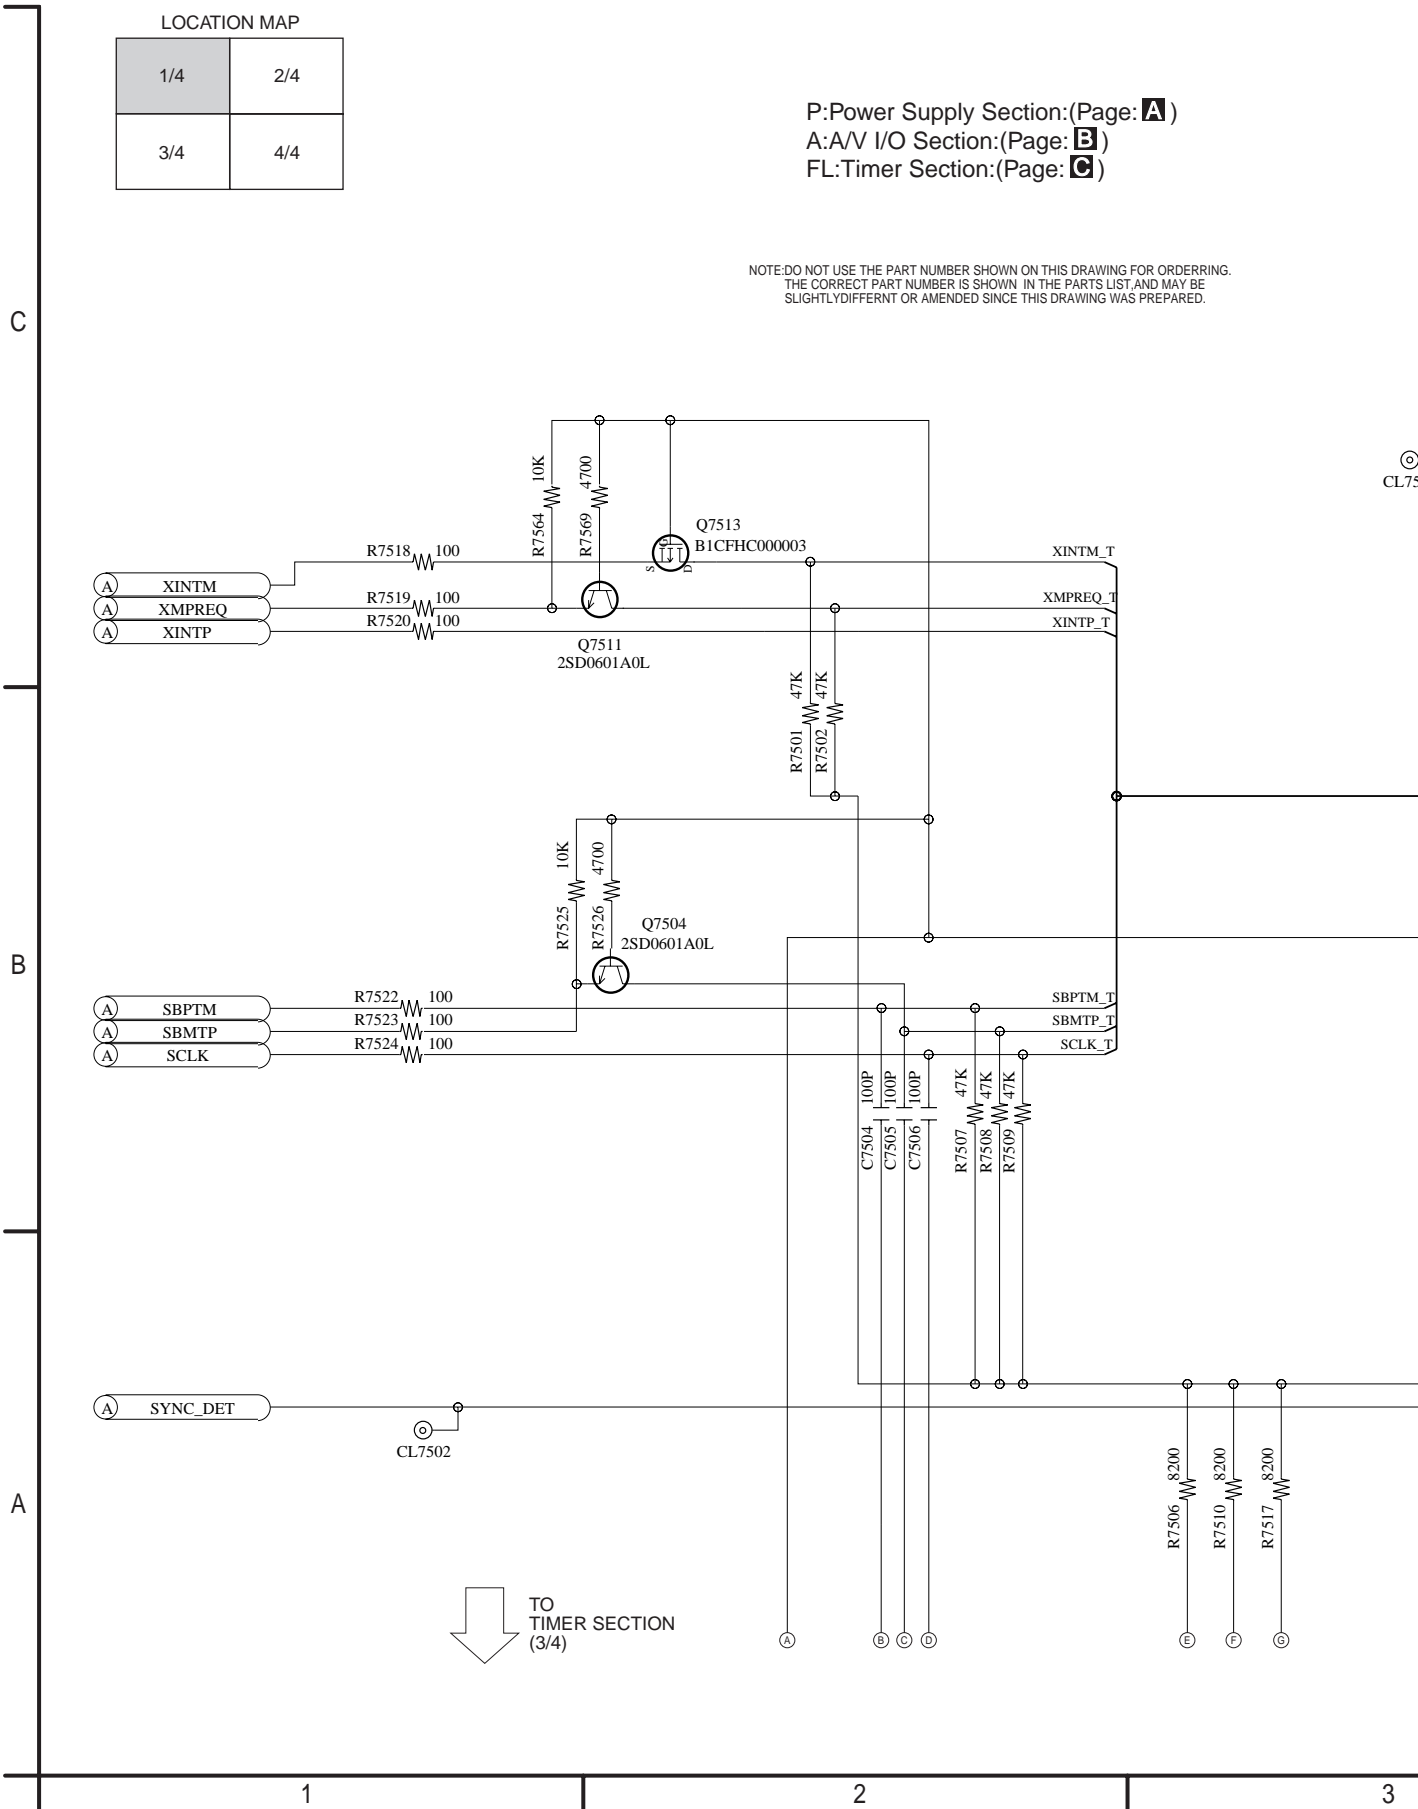 LOCATION MAP
1/4 2/4
3/4 4/4
P:Power Supply Section:(Page: A )
A:A/V I/O Section:(Page: B )
FL:Timer Section:(Page: C )
NOTE:DO NOT USE THE PART NUMBER SHOWN ON THIS DRAWING FOR ORDERRING.
THE CORRECT PART NUMBER IS SHOWN IN THE PARTS LIST,AND MAY BE
SLIGHTLYDIFFERNT OR AMENDED SINCE THIS DRAWING WAS PREPARED.
C
CL75
R7564 10K
R7569 4700
Q7513
B1CFHC000003
G
S
D
R7518 100
XINTM_T
A XINTM
R7519 100
XMPREQ_T
A XMPREQ
R7520 100
XINTP_T
A XINTP
Q7511
2SD0601A0L
R7501 47K
R7502 47K
R7525 10K
R7526 4700
Q7504
2SD0601A0L
B
R7522 100
SBPTM_T
A SBPTM
R7523 100
SBMTP_T
A SBMTP
R7524 100
SCLK_T
A SCLK
C7504 100P
C7505 100P
C7506 100P
R7507 47K
R7508 47K
R7509 47K
A SYNC_DET
CL7502
A
R7506 8200
R7510 8200
R7517 8200
TO
TIMER SECTION
(3/4)
A B C D E F G
1 2 3